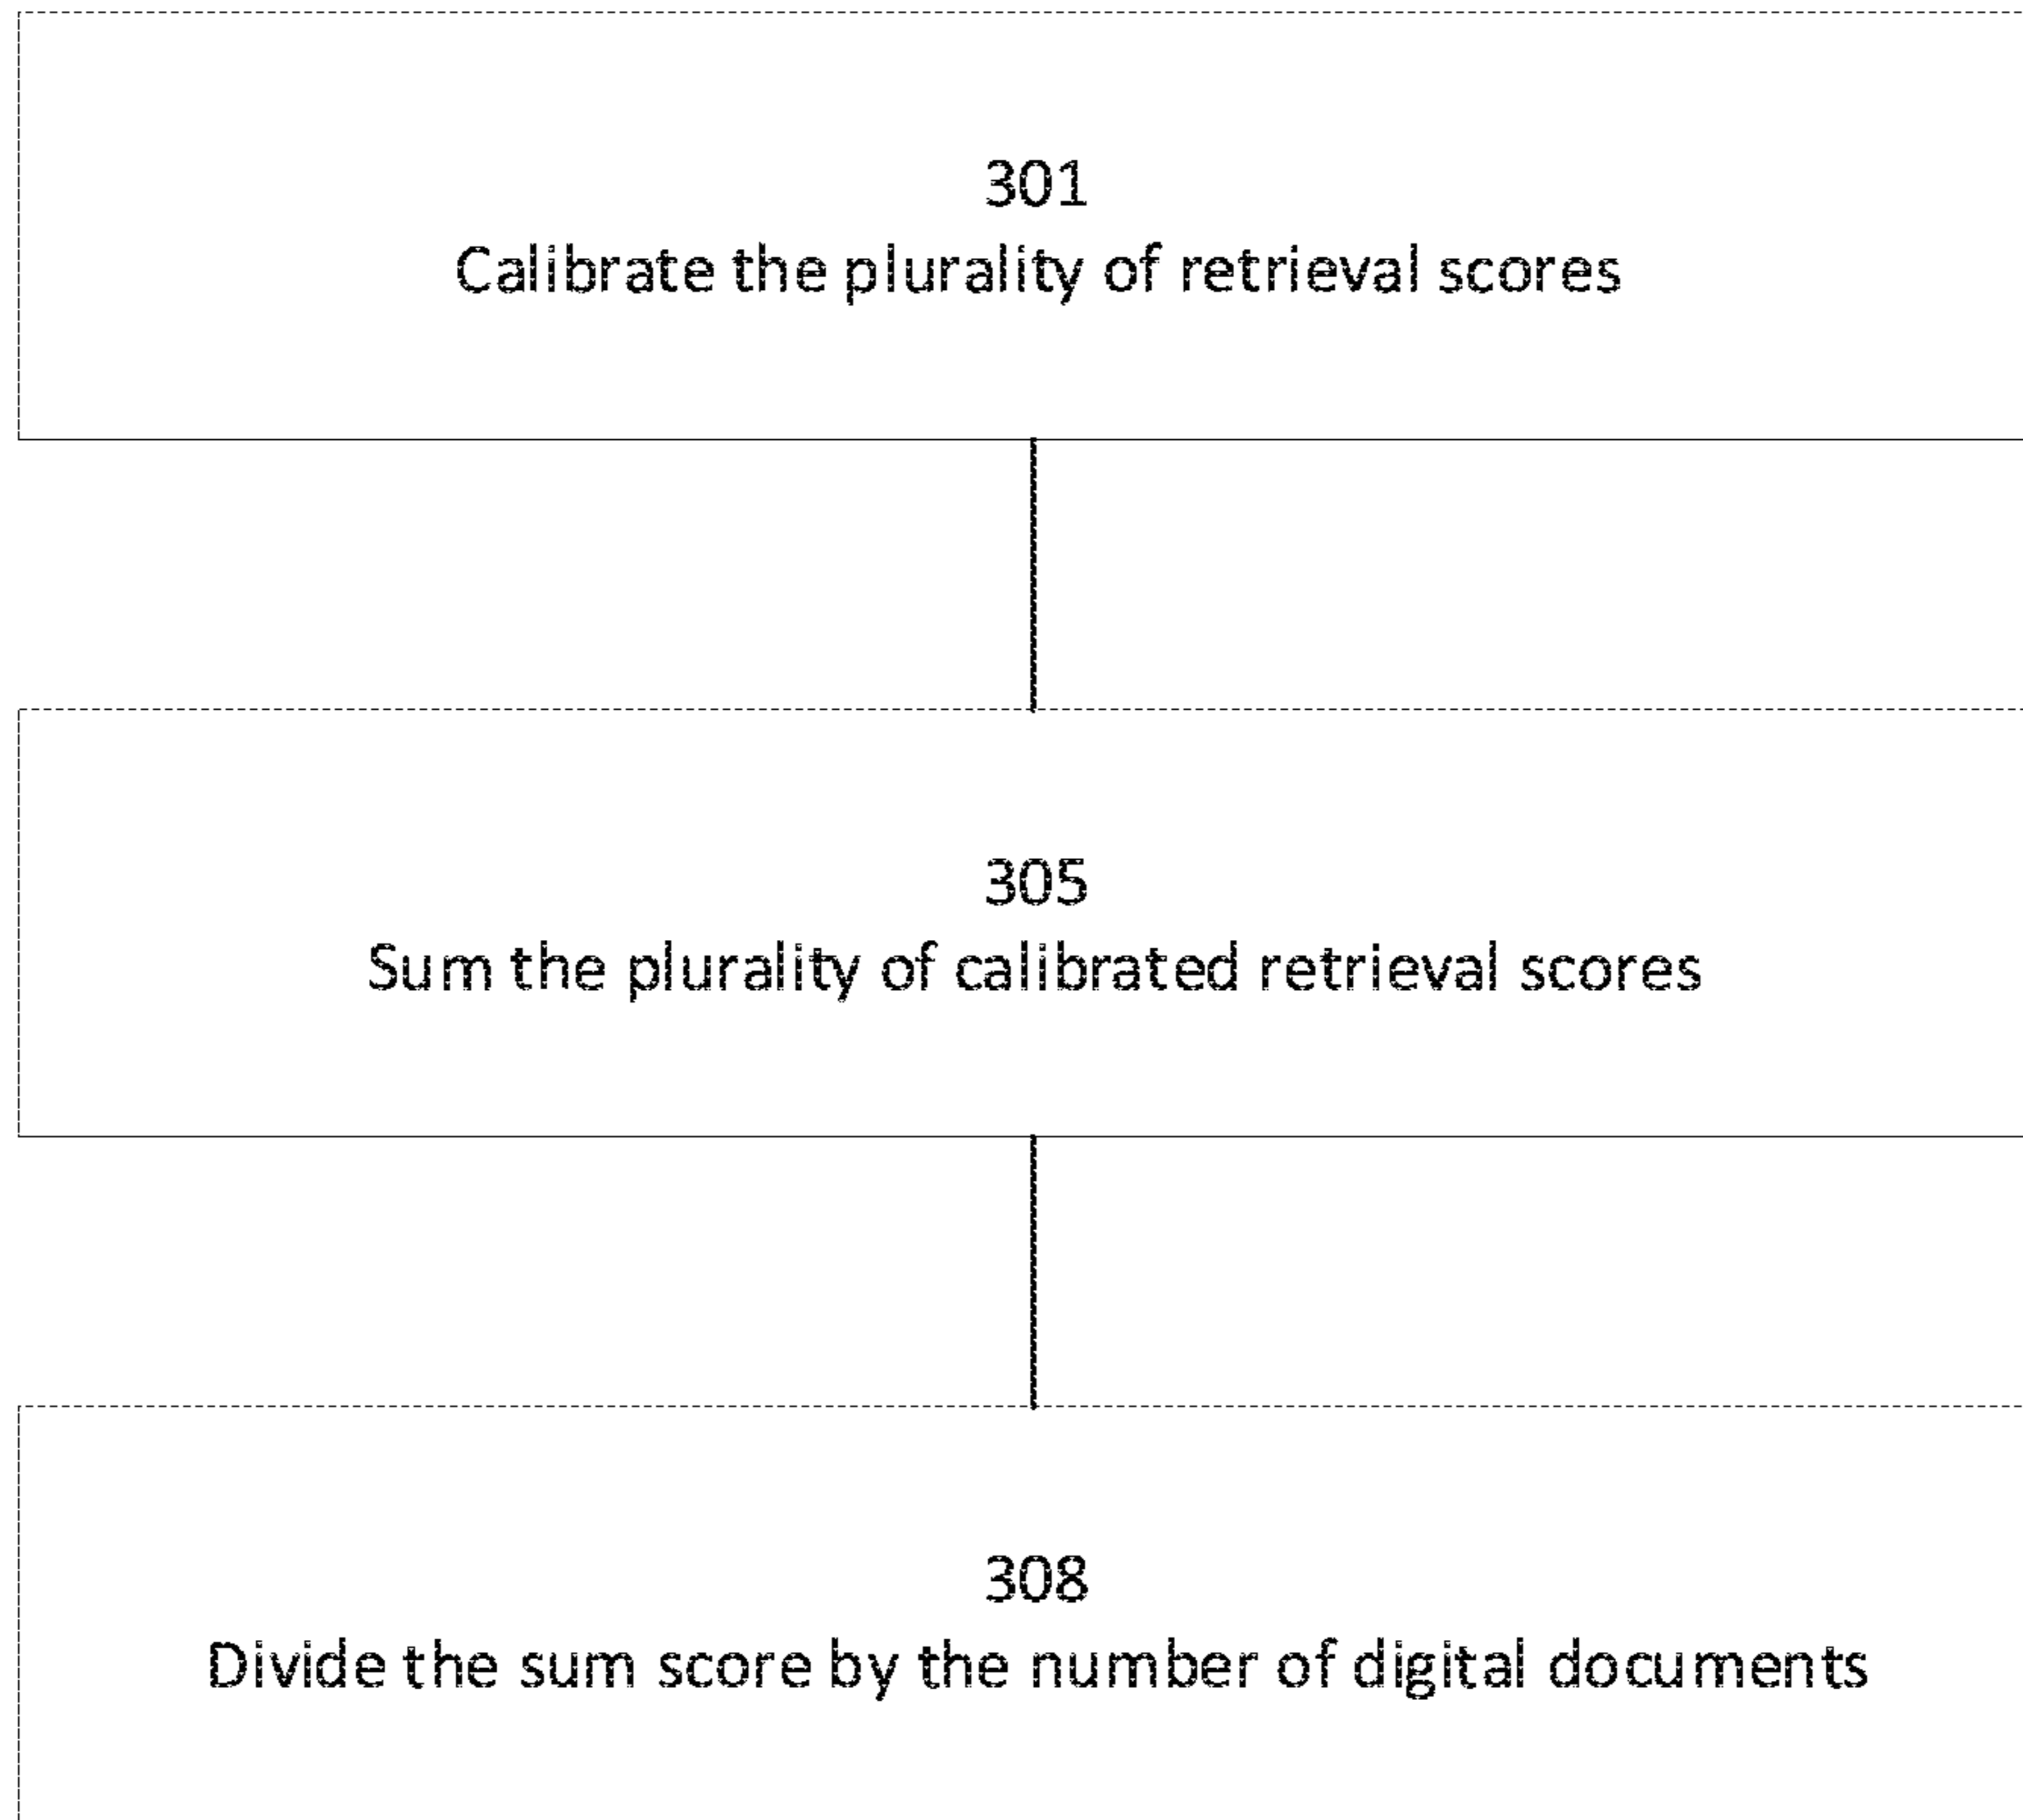 301
Calibrate the plurality of retrieval scores
305
Sum the plurality of calibrated retrieval scores
308
Divide the sum score by the number of digital documents